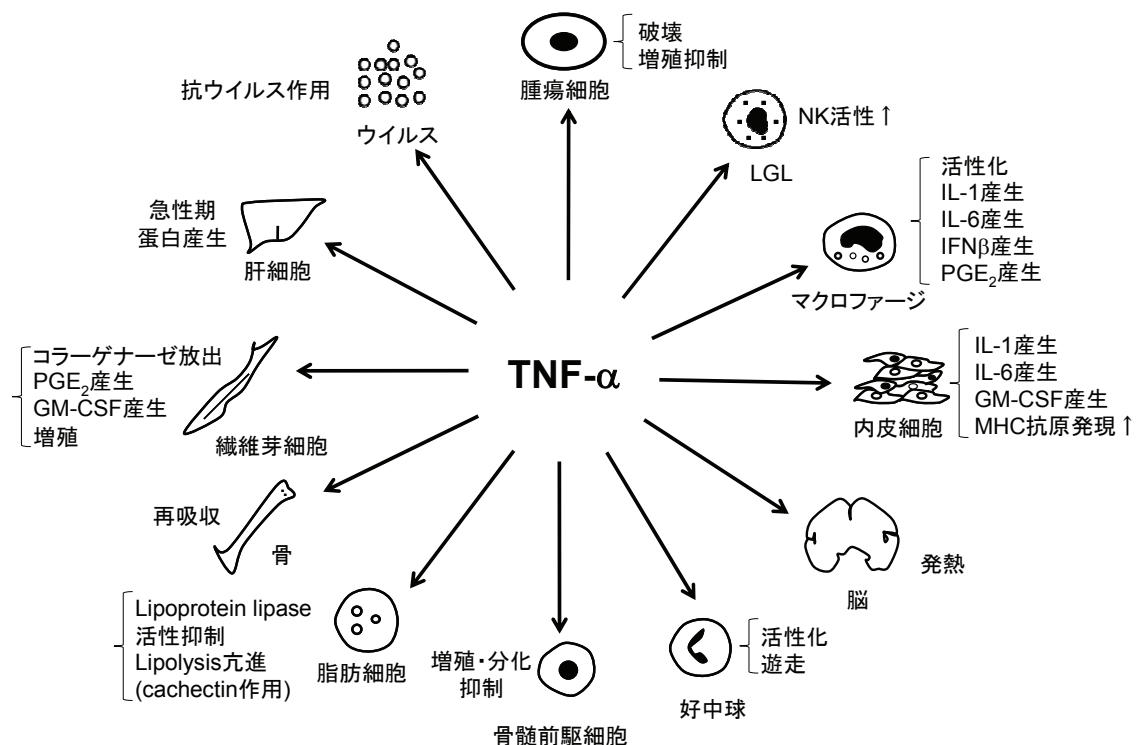 破壊
増殖抑制
腫瘍細胞
抗ウイルス作用
ウイルス
NK活性↑
LGL
活性化
IL-1産生
IL-6産生
IFNβ産生
PGE₂産生
マクロファージ
急性期
蛋白産生
肝細胞
TNF-α
IL-1産生
IL-6産生
GM-CSF産生
MHC抗原発現↑
内皮細胞
コラーゲナーゼ放出
PGE₂産生
GM-CSF産生
増殖
繊維芽細胞
再吸収
骨
発熱
脳
Lipoprotein lipase
活性抑制
Lipolysis亢進
(cachectin作用)
脂肪細胞
増殖・分化
抑制
骨髄前駆細胞
活性化
遊走
好中球